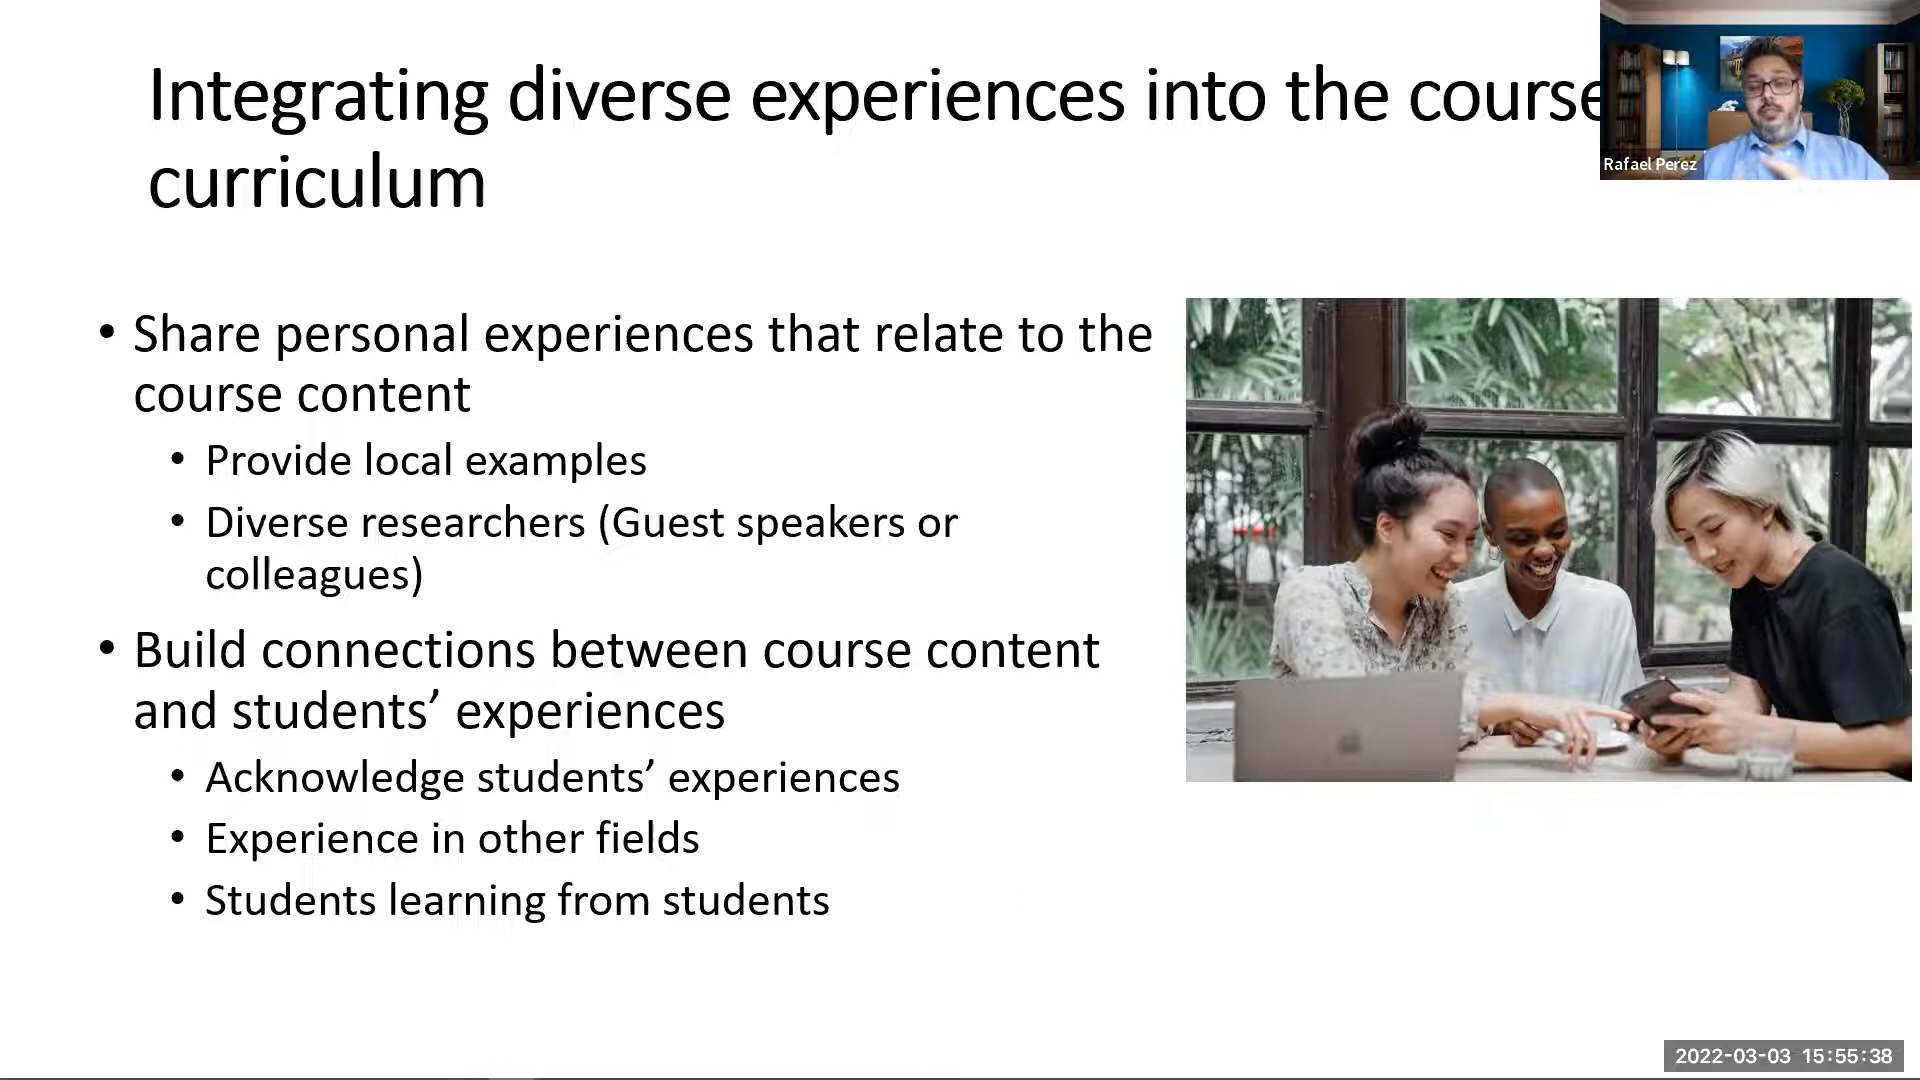 Integrating diverse experiences into the course
curriculum
Rafael Perez
• Share personal experiences that relate to the
course content
• Provide local examples
• Diverse researchers (Guest speakers or
colleagues)
• Build connections between course content
and students’ experiences
• Acknowledge students’ experiences
• Experience in other fields
• Students learning from students
2022-03-03 15:55:38